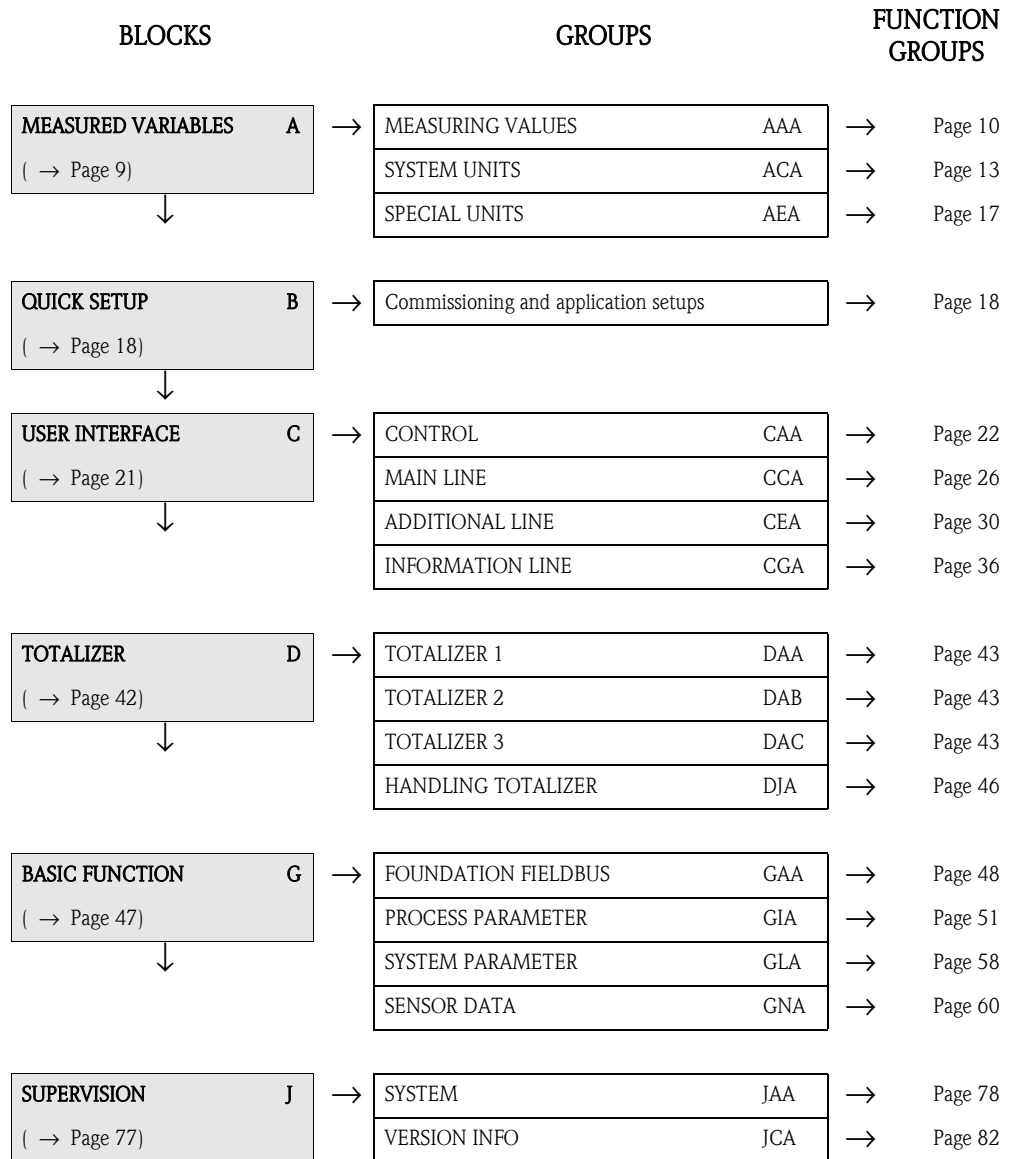 BLOCKS GROUPS FUNCTION GROUPS
MEASURED VARIABLES A → MEASURING VALUES AAA → Page 10
( → Page 9) SYSTEM UNITS ACA → Page 13
↓ SPECIAL UNITS AEA → Page 17
QUICK SETUP B → Commissioning and application setups → Page 18
( → Page 18)
↓
USER INTERFACE C → CONTROL CAA → Page 22
( → Page 21) MAIN LINE CCA → Page 26
↓ ADDITIONAL LINE CEA → Page 30
INFORMATION LINE CGA → Page 36
TOTALIZER D → TOTALIZER 1 DAA → Page 43
( → Page 42) TOTALIZER 2 DAB → Page 43
↓ TOTALIZER 3 DAC → Page 43
HANDLING TOTALIZER DJA → Page 46
BASIC FUNCTION G → FOUNDATION FIELDBUS GAA → Page 48
( → Page 47) PROCESS PARAMETER GIA → Page 51
↓ SYSTEM PARAMETER GLA → Page 58
SENSOR DATA GNA → Page 60
SUPERVISION J → SYSTEM JAA → Page 78
( → Page 77) VERSION INFO JCA → Page 82